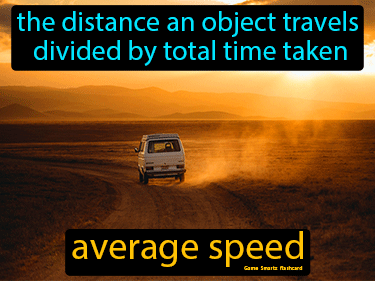 the distance an object travels
divided by total time taken
average speed
Game Smartz flashcard